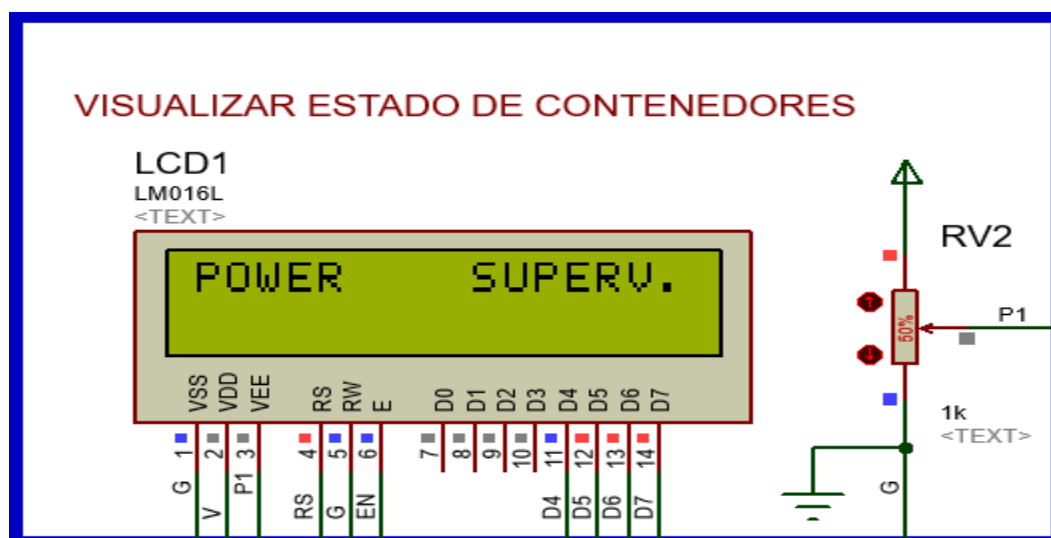 VISUALIZAR ESTADO DE CONTENEDORES
LCD1
LM016L
<TEXT>
POWER SUPERV.
VSS VDD VEE RS RW E D0 D1 D2 D3 D4 D5 D6 D7
1 2 3 4 5 6 7 8 9 10 11 12 13 14
G V P1 RS G EN D4 D5 D6 D7
RV2
50%
P1
1k
<TEXT>
G